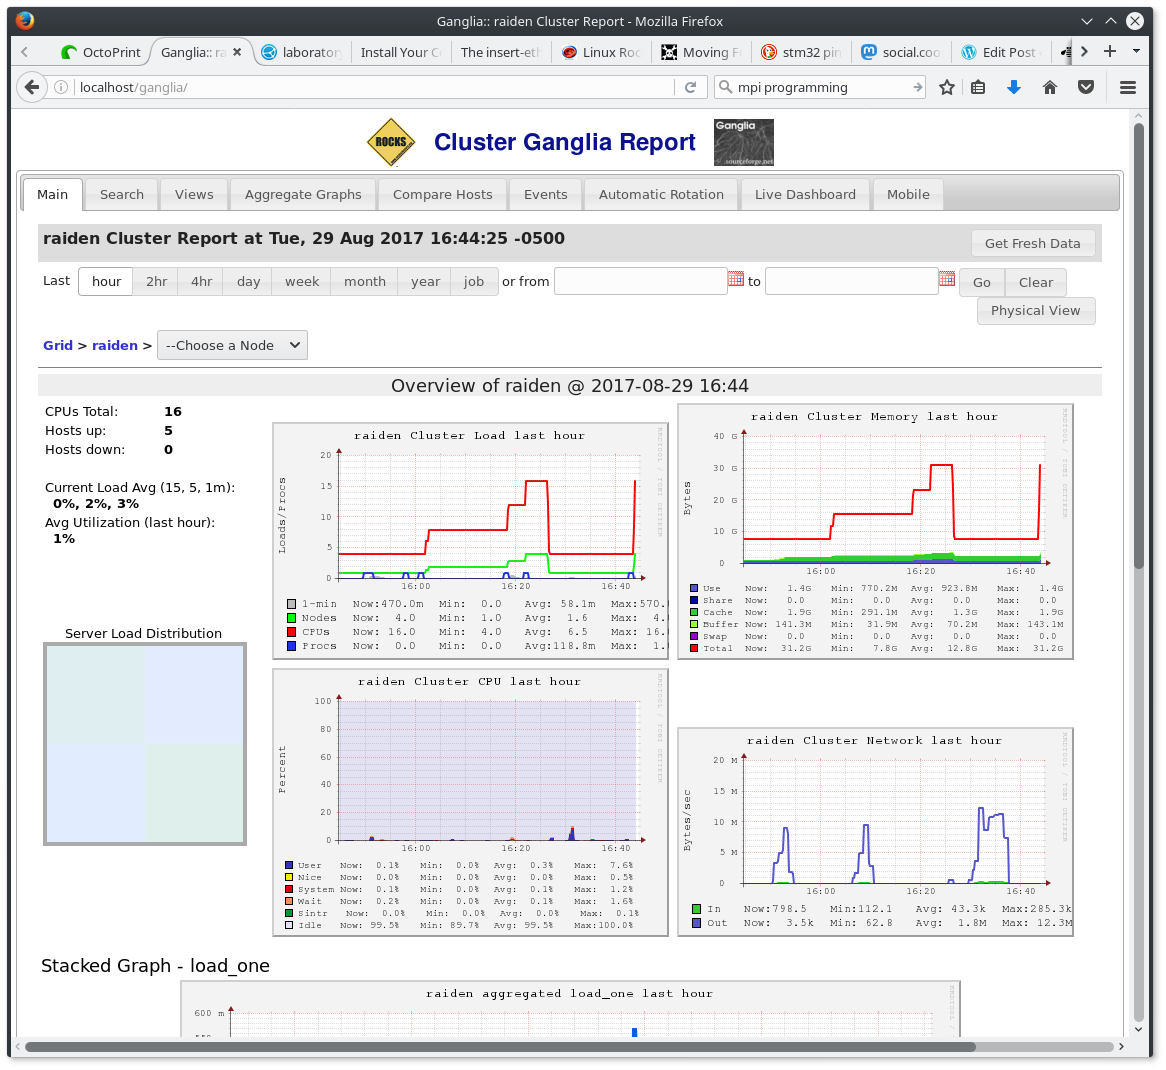 Ganglia:: raiden Cluster Report - Mozilla Firefox
OctoPrint
Ganglia:: ra
laborator
Install Your C
The insert-eth
Linux Roc
Moving F
stm32 pin
social.coo
Edit Post
localhost/ganglia/
mpi programming
ROCKS
Cluster Ganglia Report
Ganglia
sourceforge.net
Main Search Views Aggregate Graphs Compare Hosts Events Automatic Rotation Live Dashboard Mobile
raiden Cluster Report at Tue, 29 Aug 2017 16:44:25 -0500
Get Fresh Data
Last hour 2hr 4hr day week month year job or from to Go Clear
Physical View
Grid > raiden > --Choose a Node
Overview of raiden @ 2017-08-29 16:44
CPUs Total: 16
Hosts up: 5
Hosts down: 0
Current Load Avg (15, 5, 1m):
0%, 2%, 3%
Avg Utilization (last hour):
1%
Server Load Distribution
raiden Cluster Load last hour
RRDTOOL / TOBI OETIKER
Loads/Procs
20
15
10
5
0
16:00 16:20 16:40
1-min Now:470.0m Min: 0.0 Avg: 58.1m Max:570.
Nodes Now: 4.0 Min: 1.0 Avg: 1.6 Max: 4.
CPUs Now: 16.0 Min: 4.0 Avg: 6.5 Max: 16.
Procs Now: 0.0 Min: 0.0 Avg:118.8m Max: 1.
raiden Cluster Memory last hour
RRDTOOL / TOBI OETIKER
Bytes
40 G
30 G
20 G
10 G
0
16:00 16:20 16:40
Use Now: 1.4G Min: 770.2M Avg: 923.8M Max: 1.4G
Share Now: 0.0 Min: 0.0 Avg: 0.0 Max: 0.0
Cache Now: 1.9G Min: 291.1M Avg: 1.3G Max: 1.9G
Buffer Now: 141.3M Min: 31.9M Avg: 70.2M Max: 143.1M
Swap Now: 0.0 Min: 0.0 Avg: 0.0 Max: 0.0
Total Now: 31.2G Min: 7.8G Avg: 12.8G Max: 31.2G
raiden Cluster CPU last hour
RRDTOOL / TOBI OETIKER
Percent
100
80
60
40
20
0
16:00 16:20 16:40
User Now: 0.1% Min: 0.0% Avg: 0.3% Max: 7.6%
Nice Now: 0.0% Min: 0.0% Avg: 0.0% Max: 0.5%
System Now: 0.1% Min: 0.0% Avg: 0.1% Max: 1.2%
Wait Now: 0.2% Min: 0.0% Avg: 0.1% Max: 1.6%
Sintr Now: 0.0% Min: 0.0% Avg: 0.0% Max: 0.1%
Idle Now: 99.5% Min: 89.7% Avg: 99.5% Max:100.0%
raiden Cluster Network last hour
RRDTOOL / TOBI OETIKER
Bytes/sec
20 M
15 M
10 M
5 M
0
16:00 16:20 16:40
In Now:798.5 Min:112.1 Avg: 43.3k Max:285.3k
Out Now: 3.5k Min: 62.8 Avg: 1.8M Max: 12.3M
Stacked Graph - load_one
raiden aggregated load_one last hour
RRDTOOL /
600 m